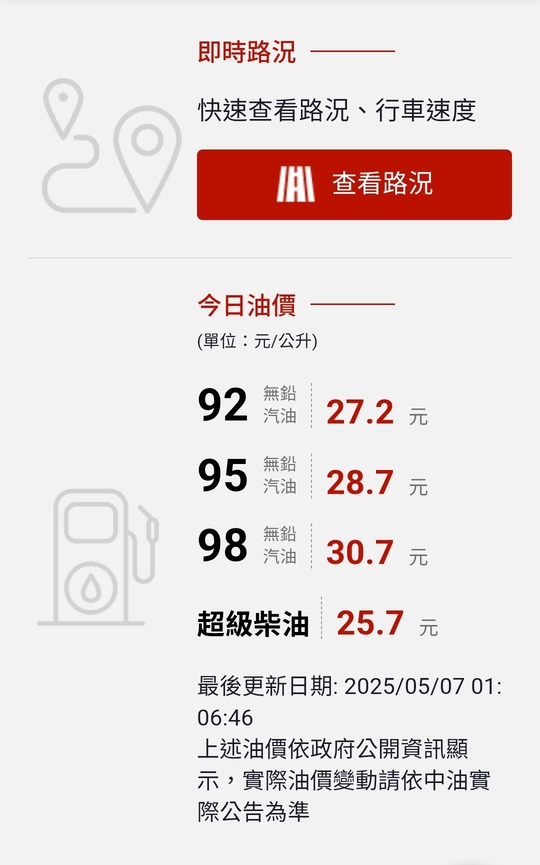 即時路況
快速查看路況、行車速度
查看路況
今日油價
(單位：元/公升)
92 無鉛汽油 27.2 元
95 無鉛汽油 28.7 元
98 無鉛汽油 30.7 元
超級柴油 25.7 元
最後更新日期: 2025/05/07 01:
06:46
上述油價依政府公開資訊顯
示，實際油價變動請依中油實
際公告為準